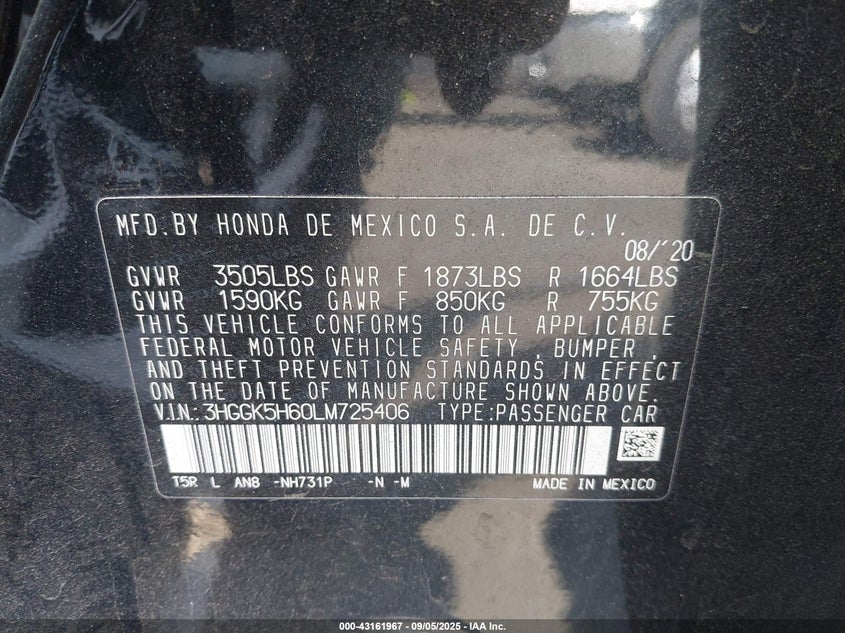 MFD.BY HONDA DE MEXICO S.A. DE C.V.
08/'20
GVWR 3505LBS GAWR F 1873LBS R 1664LBS
GVWR 1590KG GAWR F 850KG R 755KG
THIS VEHICLE CONFORMS TO ALL APPLICABLE
FEDERAL MOTOR VEHICLE SAFETY , BUMPER ,
AND THEFT PREVENTION STANDARDS IN EFFECT
ON THE DATE OF MANUFACTURE SHOWN ABOVE.
V.I.N.: 3HGGK5H60LM725406 TYPE:PASSENGER CAR
T5R L AN8 -NH731P -N -M MADE IN MEXICO
000-43161967 - 09/05/2025 - IAA Inc.